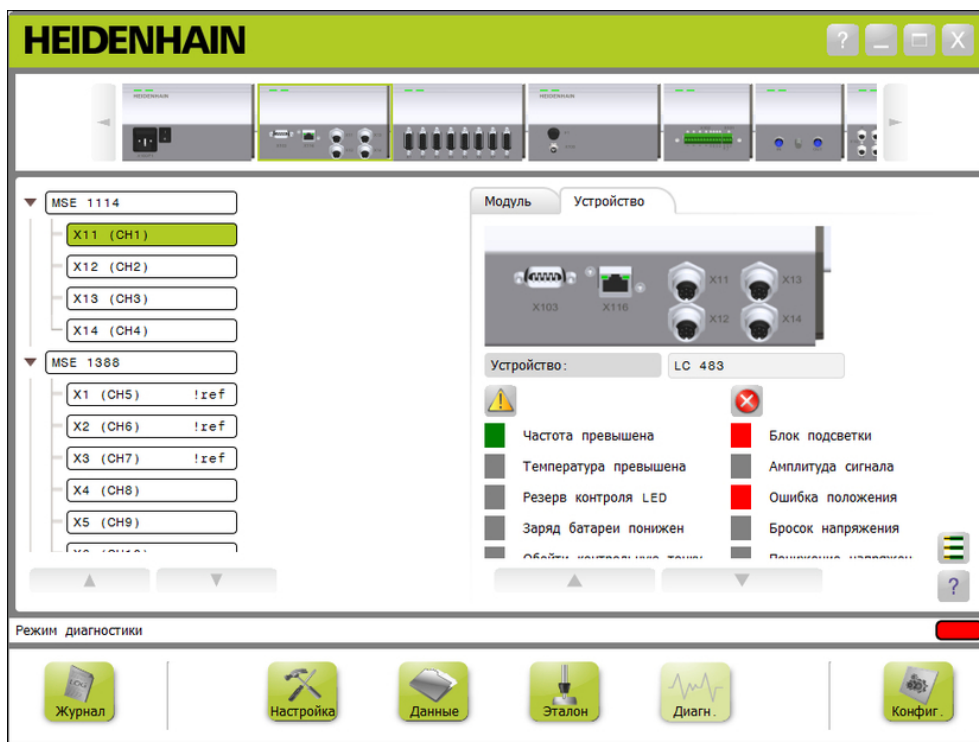 HEIDENHAIN
?
X
HEIDENHAIN
HEIDENHAIN
MSE 1114
X11 (CH1)
X12 (CH2)
X13 (CH3)
X14 (CH4)
MSE 1388
X1 (CH5) !ref
X2 (CH6) !ref
X3 (CH7) !ref
X4 (CH8)
X5 (CH9)
Модуль
Устройство
X103
X116
X11
X13
X12
X14
Устройство:
LC 483
Частота превышена
Блок подсветки
Температура превышена
Амплитуда сигнала
Резерв контроля LED
Ошибка положения
Заряд батареи понижен
Бросок напряжения
?
Режим диагностики
LOG
Журнал
Настройка
Данные
Эталон
Диагн.
Конфиг.